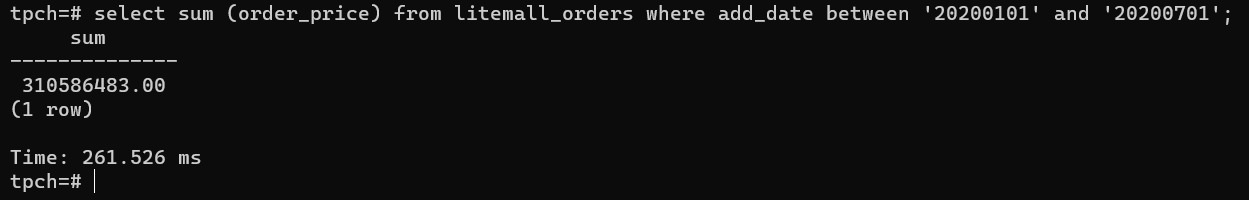 tpch=# select sum (order_price) from litemall_orders where add_date between '20200101' and '20200701';
     sum
--------------
 310586483.00
(1 row)

Time: 261.526 ms
tpch=#